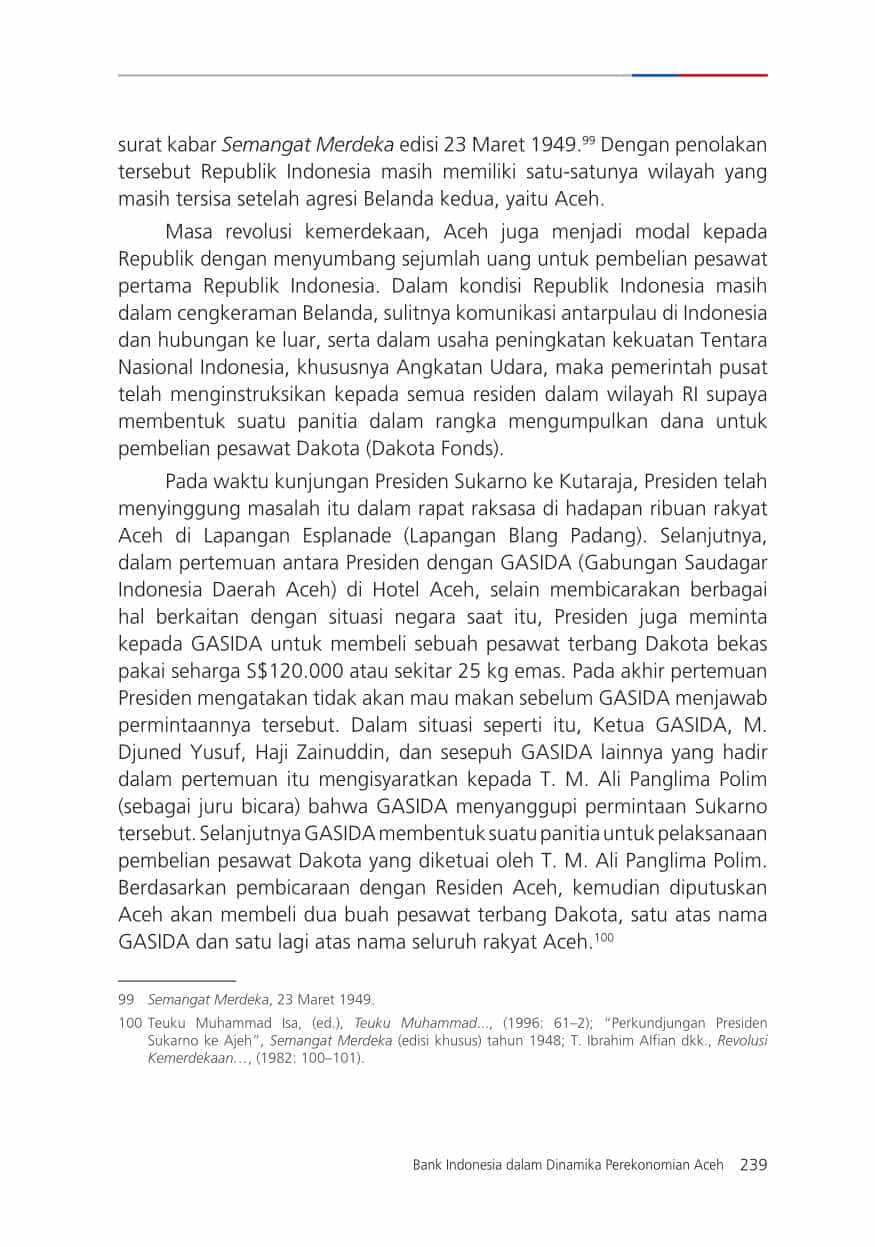 surat kabar Semangat Merdeka edisi 23 Maret 1949.99 Dengan penolakan
tersebut Republik Indonesia masih memiliki satu-satunya wilayah yang
masih tersisa setelah agresi Belanda kedua, yaitu Aceh.
Masa revolusi kemerdekaan, Aceh juga menjadi modal kepada
Republik dengan menyumbang sejumlah uang untuk pembelian pesawat
pertama Republik Indonesia. Dalam kondisi Republik Indonesia masih
dalam cengkeraman Belanda, sulitnya komunikasi antarpulau di Indonesia
dan hubungan ke luar, serta dalam usaha peningkatan kekuatan Tentara
Nasional Indonesia, khususnya Angkatan Udara, maka pemerintah pusat
telah menginstruksikan kepada semua residen dalam wilayah RI supaya
membentuk suatu panitia dalam rangka mengumpulkan dana untuk
pembelian pesawat Dakota (Dakota Fonds).
Pada waktu kunjungan Presiden Sukarno ke Kutaraja, Presiden telah
menyinggung masalah itu dalam rapat raksasa di hadapan ribuan rakyat
Aceh di Lapangan Esplanade (Lapangan Blang Padang). Selanjutnya,
dalam pertemuan antara Presiden dengan GASIDA (Gabungan Saudagar
Indonesia Daerah Aceh) di Hotel Aceh, selain membicarakan berbagai
hal berkaitan dengan situasi negara saat itu, Presiden juga meminta
kepada GASIDA untuk membeli sebuah pesawat terbang Dakota bekas
pakai seharga S$120.000 atau sekitar 25 kg emas. Pada akhir pertemuan
Presiden mengatakan tidak akan mau makan sebelum GASIDA menjawab
permintaannya tersebut. Dalam situasi seperti itu, Ketua GASIDA, M.
Djuned Yusuf, Haji Zainuddin, dan sesepuh GASIDA lainnya yang hadir
dalam pertemuan itu mengisyaratkan kepada T. M. Ali Panglima Polim
(sebagai juru bicara) bahwa GASIDA menyanggupi permintaan Sukarno
tersebut. Selanjutnya GASIDA membentuk suatu panitia untuk pelaksanaan
pembelian pesawat Dakota yang diketuai oleh T. M. Ali Panglima Polim.
Berdasarkan pembicaraan dengan Residen Aceh, kemudian diputuskan
Aceh akan membeli dua buah pesawat terbang Dakota, satu atas nama
GASIDA dan satu lagi atas nama seluruh rakyat Aceh.100
99 Semangat Merdeka, 23 Maret 1949.
100 Teuku Muhammad Isa, (ed.), Teuku Muhammad..., (1996: 61–2); “Perkundjungan Presiden
Sukarno ke Ajeh”, Semangat Merdeka (edisi khusus) tahun 1948; T. Ibrahim Alfian dkk., Revolusi
Kemerdekaan…, (1982: 100–101).
Bank Indonesia dalam Dinamika Perekonomian Aceh 239